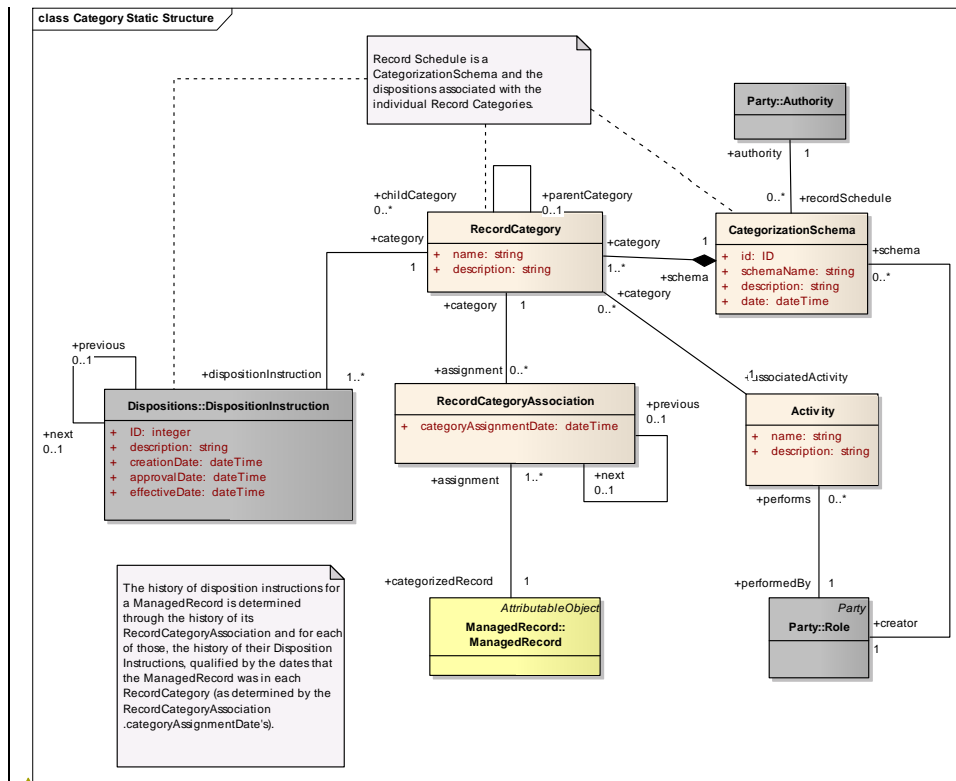 class Category Static Structure
Record Schedule is a
CategorizationSchema and the
dispositions associated with the
individual Record Categories.
Party::Authority
+authority 1
0..* +recordSchedule
+childCategory
0..*
+parentCategory
0..1
RecordCategory
+ name: string
+ description: string
+category
1
+category
1..*
1
+schema
CategorizationSchema
+ id: ID
+ schemaName: string
+ description: string
+ date: dateTime
+schema
0..*
+category 1
+category
0..*
+previous
0..1
+dispositionInstruction 1..*
+assignment 0..*
1
associatedActivity
Dispositions::DispositionInstruction
+ ID: integer
+ description: string
+ creationDate: dateTime
+ approvalDate: dateTime
+ effectiveDate: dateTime
+next
0..1
RecordCategoryAssociation
+ categoryAssignmentDate: dateTime
+previous
0..1
+next
0..1
Activity
+ name: string
+ description: string
+assignment 1..*
+performs 0..*
The history of disposition instructions for
a ManagedRecord is determined
through the history of its
RecordCategoryAssociation and for each
of those, the history of their Disposition
Instructions, qualified by the dates that
the ManagedRecord was in each
RecordCategory (as determined by the
RecordCategoryAssociation
.categoryAssignmentDate's).
+categorizedRecord 1
AttributableObject
ManagedRecord::
ManagedRecord
+performedBy 1
Party
Party::Role
+creator
1